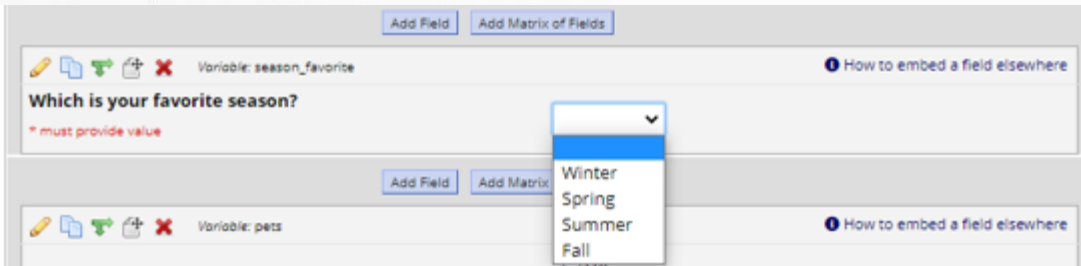 Add Field Add Matrix of Fields
Variable: season_favorite How to embed a field elsewhere
Which is your favorite season?
* must provide value
Winter
Add Field Add Matrix
Spring
Variable: pets Summer How to embed a field elsewhere
Fall